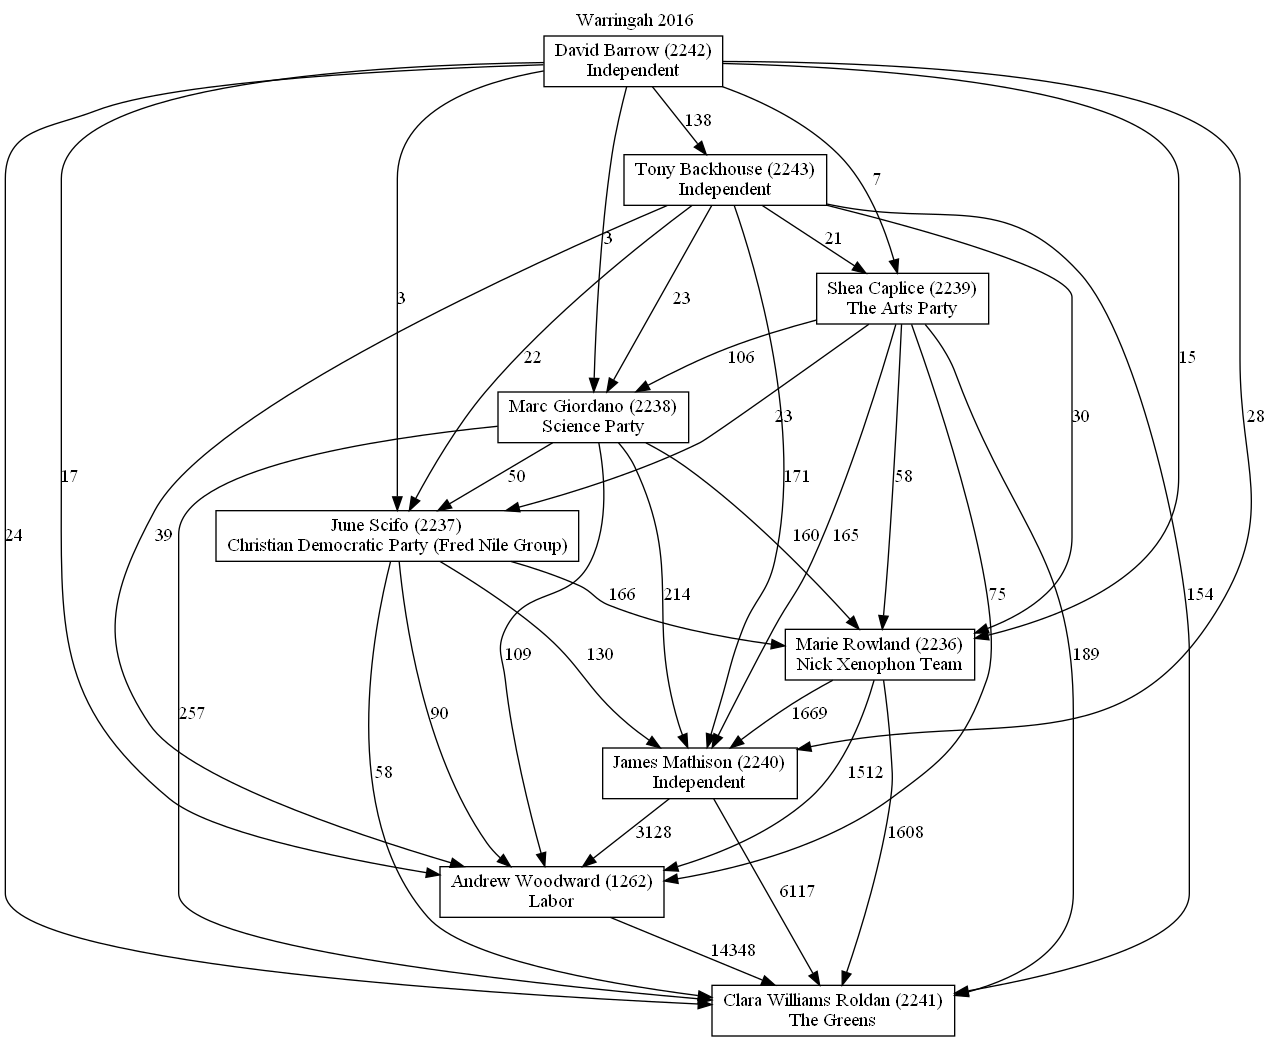 Warringah 2016
David Barrow (2242)
Independent
138
Tony Backhouse (2243)
Independent
7
3
21
Shea Caplice (2239)
The Arts Party
3
23
22
106
15
Marc Giordano (2238)
Science Party
23
30
28
17
50
171
58
24
39
June Scifo (2237)
Christian Democratic Party (Fred Nile Group)
160
165
166
214
75
154
Marie Rowland (2236)
Nick Xenophon Team
109
130
189
257
90
1669
58
James Mathison (2240)
Independent
1512
3128
1608
Andrew Woodward (1262)
Labor
6117
14348
Clara Williams Roldan (2241)
The Greens